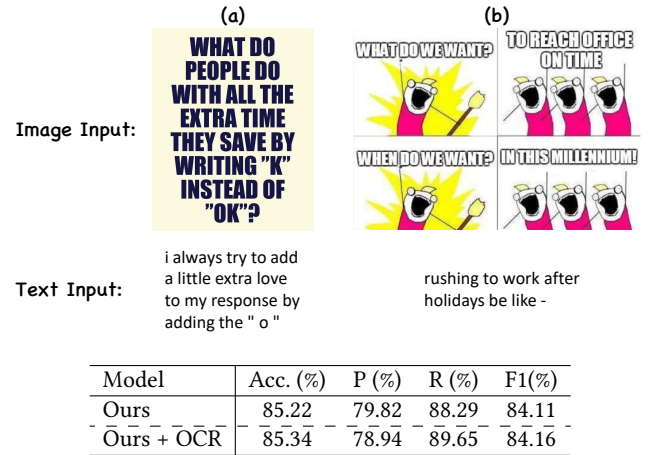 (a)
(b)
Image Input:
WHAT DO
PEOPLE DO
WITH ALL THE
EXTRA TIME
THEY SAVE BY
WRITING "K"
INSTEAD OF
"OK"?
WHAT DO WE WANT?
TO REACH OFFICE
ON TIME
WHEN DO WE WANT?
IN THIS MILLENNIUM!
Text Input:
i always try to add
a little extra love
to my response by
adding the " o "
rushing to work after
holidays be like -
Model Acc. (%) P (%) R (%) F1(%)
Ours 85.22 79.82 88.29 84.11
Ours + OCR 85.34 78.94 89.65 84.16